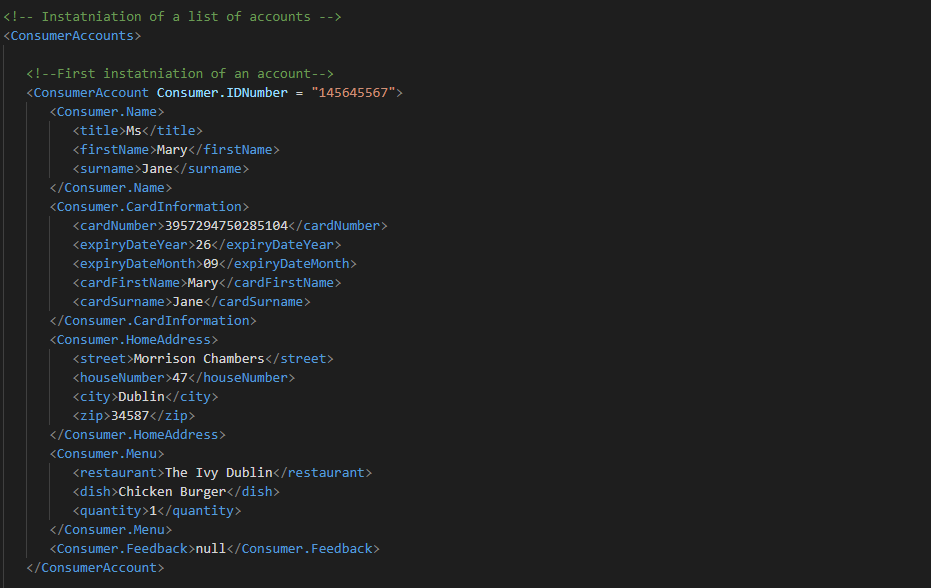 <!-- Instatniation of a list of accounts -->
<ConsumerAccounts>
<!--First instatniation of an account-->
<ConsumerAccount Consumer.IDNumber = "145645567">
<Consumer.Name>
<title>Ms</title>
<firstName>Mary</firstName>
<surname>Jane</surname>
</Consumer.Name>
<Consumer.CardInformation>
<cardNumber>3957294750285104</cardNumber>
<expiryDateYear>26</expiryDateYear>
<expiryDateMonth>09</expiryDateMonth>
<cardFirstName>Mary</cardFirstName>
<cardSurname>Jane</cardSurname>
</Consumer.CardInformation>
<Consumer.HomeAddress>
<street>Morrison Chambers</street>
<houseNumber>47</houseNumber>
<city>Dublin</city>
<zip>34587</zip>
</Consumer.HomeAddress>
<Consumer.Menu>
<restaurant>The Ivy Dublin</restaurant>
<dish>Chicken Burger</dish>
<quantity>1</quantity>
</Consumer.Menu>
<Consumer.Feedback>null</Consumer.Feedback>
</ConsumerAccount>